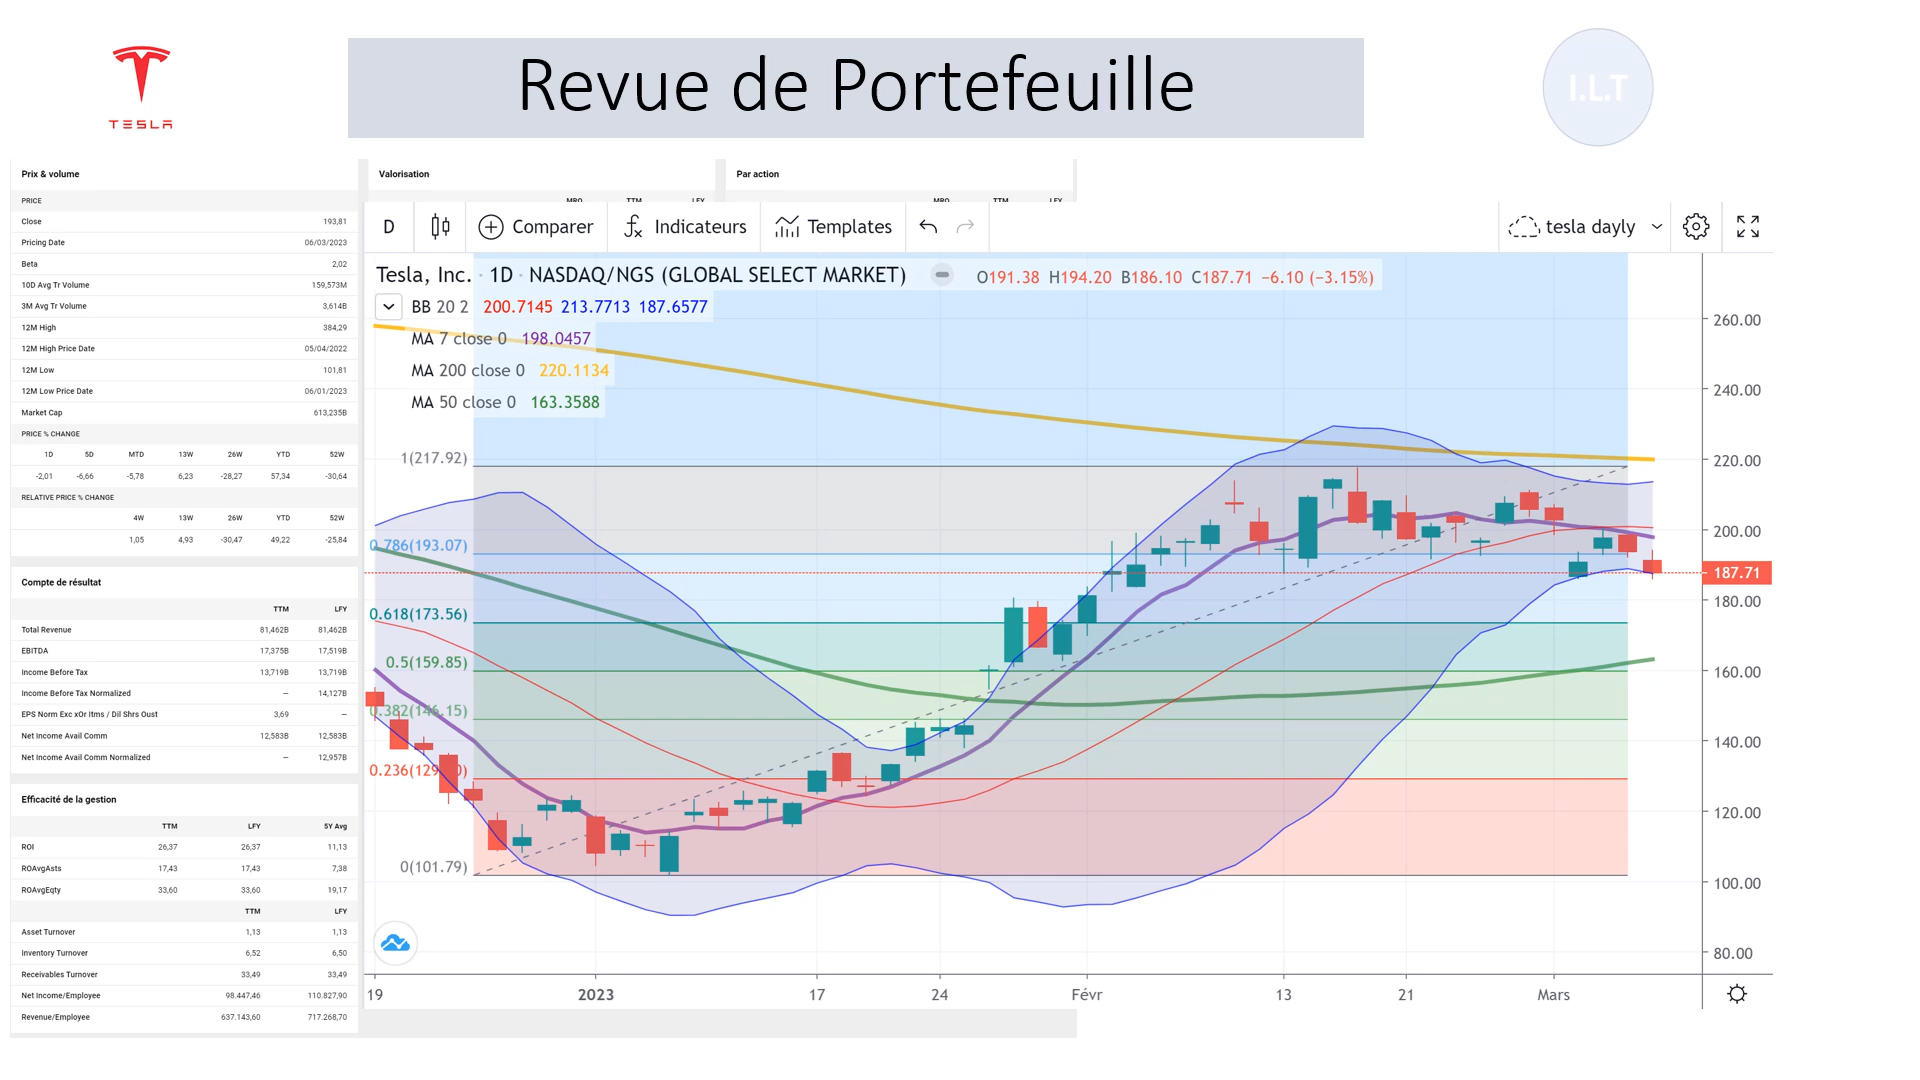 TESLA
Revue de Portefeuille
I.L.T
Prix & volume
PRICE
Close 193,81
Pricing Date 06/03/2023
Beta 2,02
10D Avg Tr Volume 159,573M
3M Avg Tr Volume 3,614B
12M High 384,29
12M High Price Date 05/04/2022
12M Low 101,81
12M Low Price Date 06/01/2023
Market Cap 613,235B
PRICE % CHANGE
1D 5D MTD 13W 26W YTD 52W
-2,01 -6,66 -5,78 6,23 -28,27 57,34 -30,64
RELATIVE PRICE % CHANGE
4W 13W 26W YTD 52W
1,05 4,93 -30,47 49,22 -25,84
Compte de résultat
TTM LFY
Total Revenue 81,462B 81,462B
EBITDA 17,375B 17,519B
Income Before Tax 13,719B 13,719B
Income Before Tax Normalized — 14,127B
EPS Norm Exc xOr Itms / Dil Shrs Oust 3,69 —
Net Income Avail Comm 12,583B 12,583B
Net Income Avail Comm Normalized — 12,957B
Efficacité de la gestion
TTM LFY 5Y Avg
ROI 26,37 26,37 11,13
ROAvgAsts 17,43 17,43 7,38
ROAvgEqty 33,60 33,60 19,17
TTM LFY
Asset Turnover 1,13 1,13
Inventory Turnover 6,52 6,50
Receivables Turnover 33,49 33,49
Net Income/Employee 98.447,46 110.827,90
Revenue/Employee 637.143,60 717.268,70
Valorisation
MRQ TTM LFY
Par action
MRQ TTM LFY
D Comparer Indicateurs Templates tesla dayly
Tesla, Inc. · 1D · NASDAQ/NGS (GLOBAL SELECT MARKET) O191.38 H194.20 B186.10 C187.71 −6.10 (−3.15%)
BB 20 2 200.7145 213.7713 187.6577
MA 7 close 0 198.0457
MA 200 close 0 220.1134
MA 50 close 0 163.3588
1(217.92)
0.786(193.07)
0.618(173.56)
0.5(159.85)
0.382(146.15)
0(101.79)
260.00
240.00
220.00
200.00
187.71
180.00
160.00
140.00
120.00
100.00
80.00
19 2023 17 24 Févr 13 21 Mars